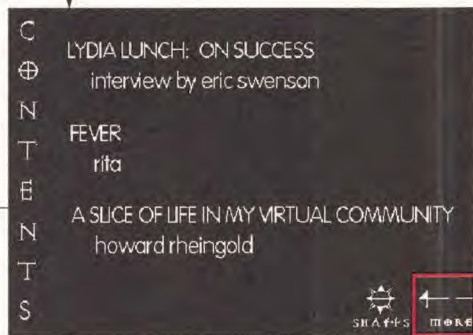 CONTENTS
LYDIA LUNCH: ON SUCCESS
interview by eric swenson
FEVER
rita
A SLICE OF LIFE IN MY VIRTUAL COMMUNITY
howard rheingold
MORE